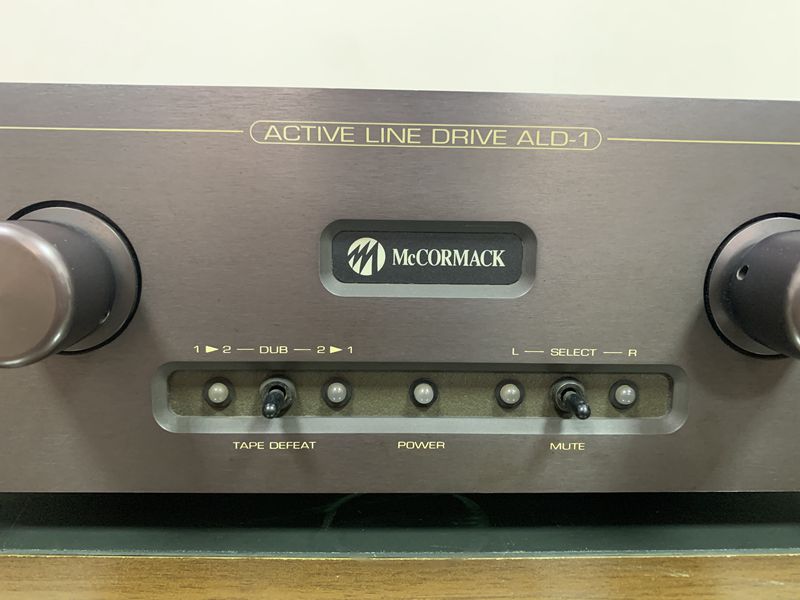 ACTIVE LINE DRIVE ALD-1
McCORMACK
1 ▶ 2 — DUB — 2 ▶ 1
L — SELECT — R
TAPE DEFEAT
POWER
MUTE